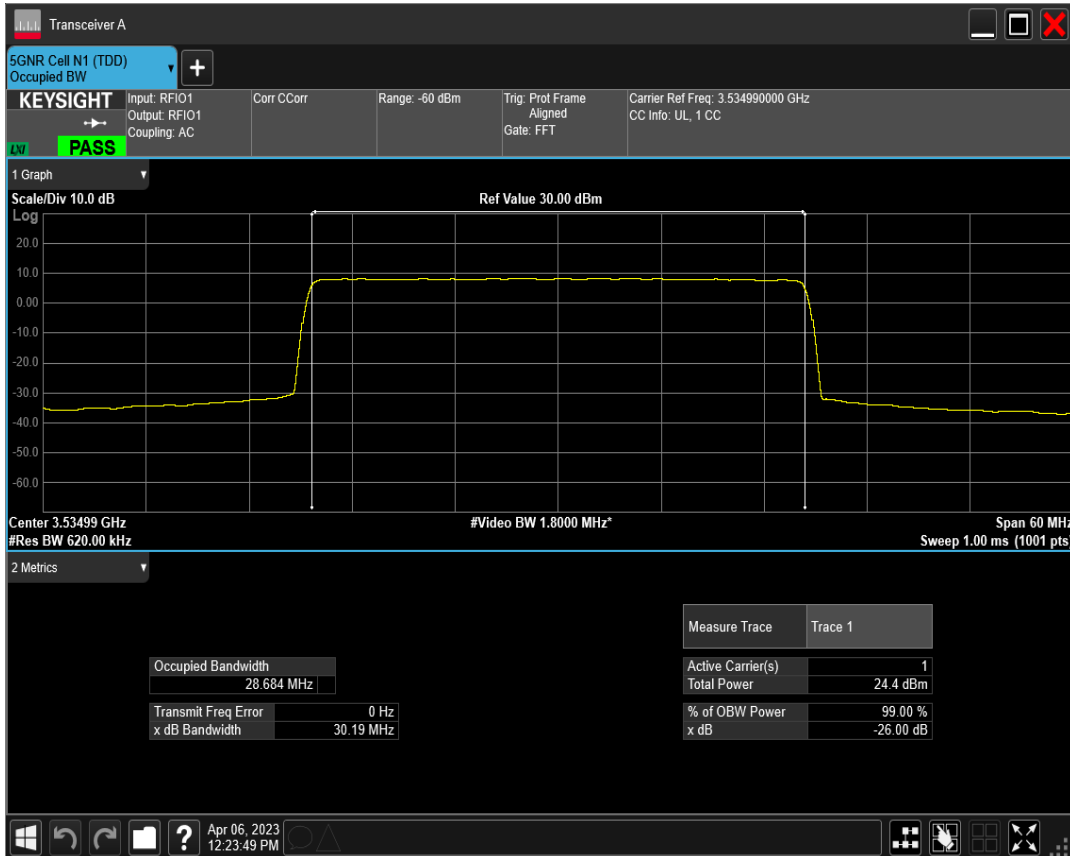 Transceiver A
5GNR Cell N1 (TDD)
Occupied BW
+
KEYSIGHT
LXI
PASS
Input: RFIO1
Output: RFIO1
Coupling: AC
Corr CCorr
Range: -60 dBm
Trig: Prot Frame
Aligned
Gate: FFT
Carrier Ref Freq: 3.534990000 GHz
CC Info: UL, 1 CC
1 Graph
Scale/Div 10.0 dB
Ref Value 30.00 dBm
Log
20.0
10.0
0.00
-10.0
-20.0
-30.0
-40.0
-50.0
-60.0
Center 3.53499 GHz
#Video BW 1.8000 MHz*
Span 60 MHz
#Res BW 620.00 kHz
Sweep 1.00 ms (1001 pts)
2 Metrics
Measure Trace Trace 1
Occupied Bandwidth
28.684 MHz
Active Carrier(s) 1
Total Power 24.4 dBm
Transmit Freq Error 0 Hz
x dB Bandwidth 30.19 MHz
% of OBW Power 99.00 %
x dB -26.00 dB
?
Apr 06, 2023
12:23:49 PM